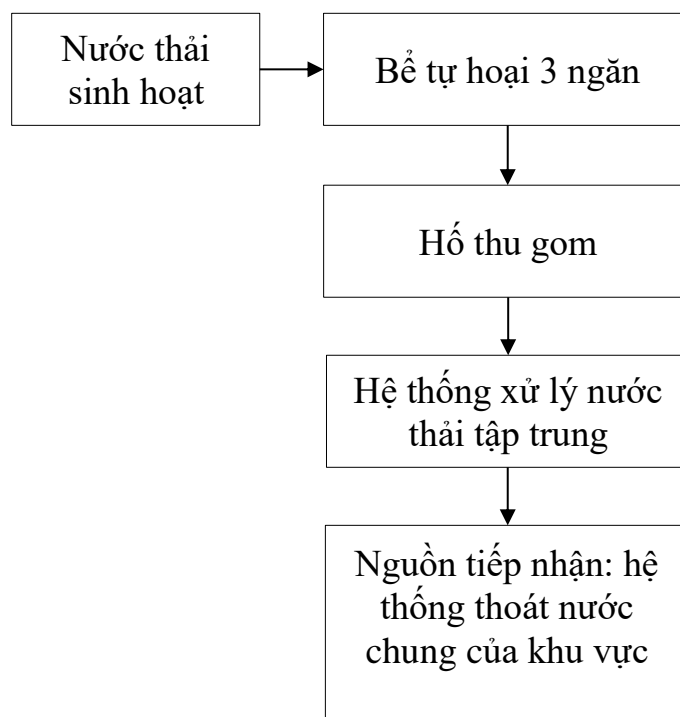 Nước thải
sinh hoạt
Bể tự hoại 3 ngăn
Hố thu gom
Hệ thống xử lý nước
thải tập trung
Nguồn tiếp nhận: hệ
thống thoát nước
chung của khu vực